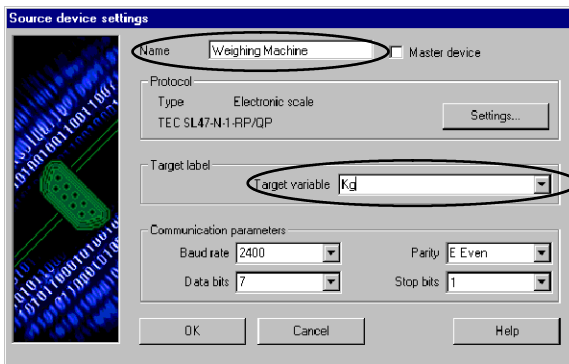 Source device settings
Name Weighing Machine Master device
Protocol
Type Electronic scale
TEC SL47-N-1-RP/QP Settings...
Target label
Target variable Kg
Communication parameters
Baud rate 2400 Parity E Even
Data bits 7 Stop bits 1
OK Cancel Help